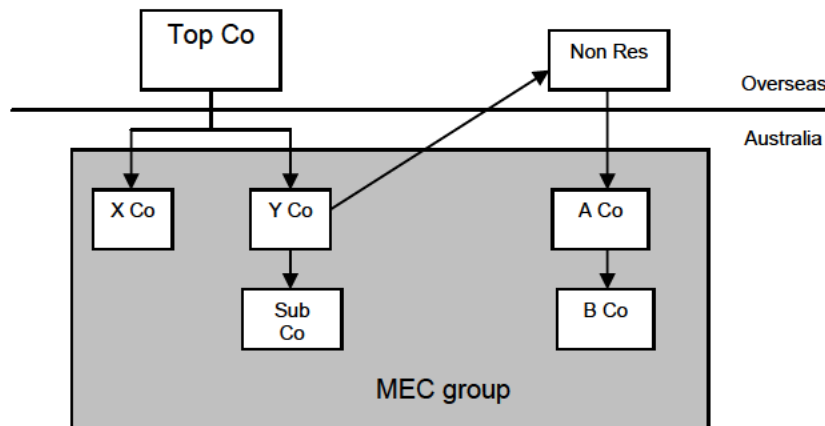 Top Co
Non Res
Overseas
Australia
X Co
Y Co
A Co
Sub
Co
B Co
MEC group